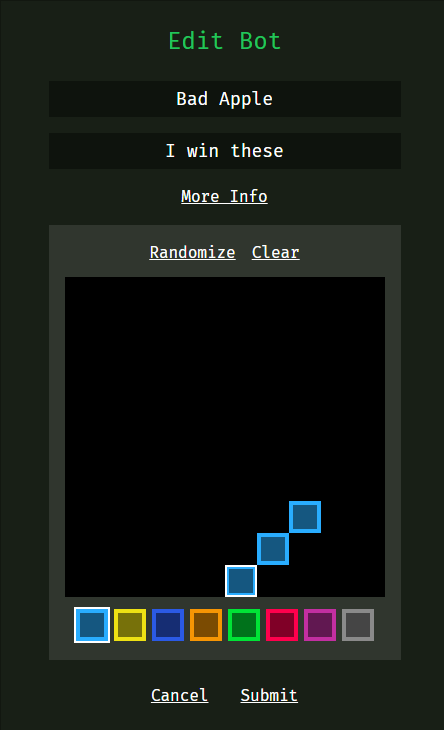 Edit Bot
Bad Apple
I win these
More Info
Randomize Clear
Cancel Submit